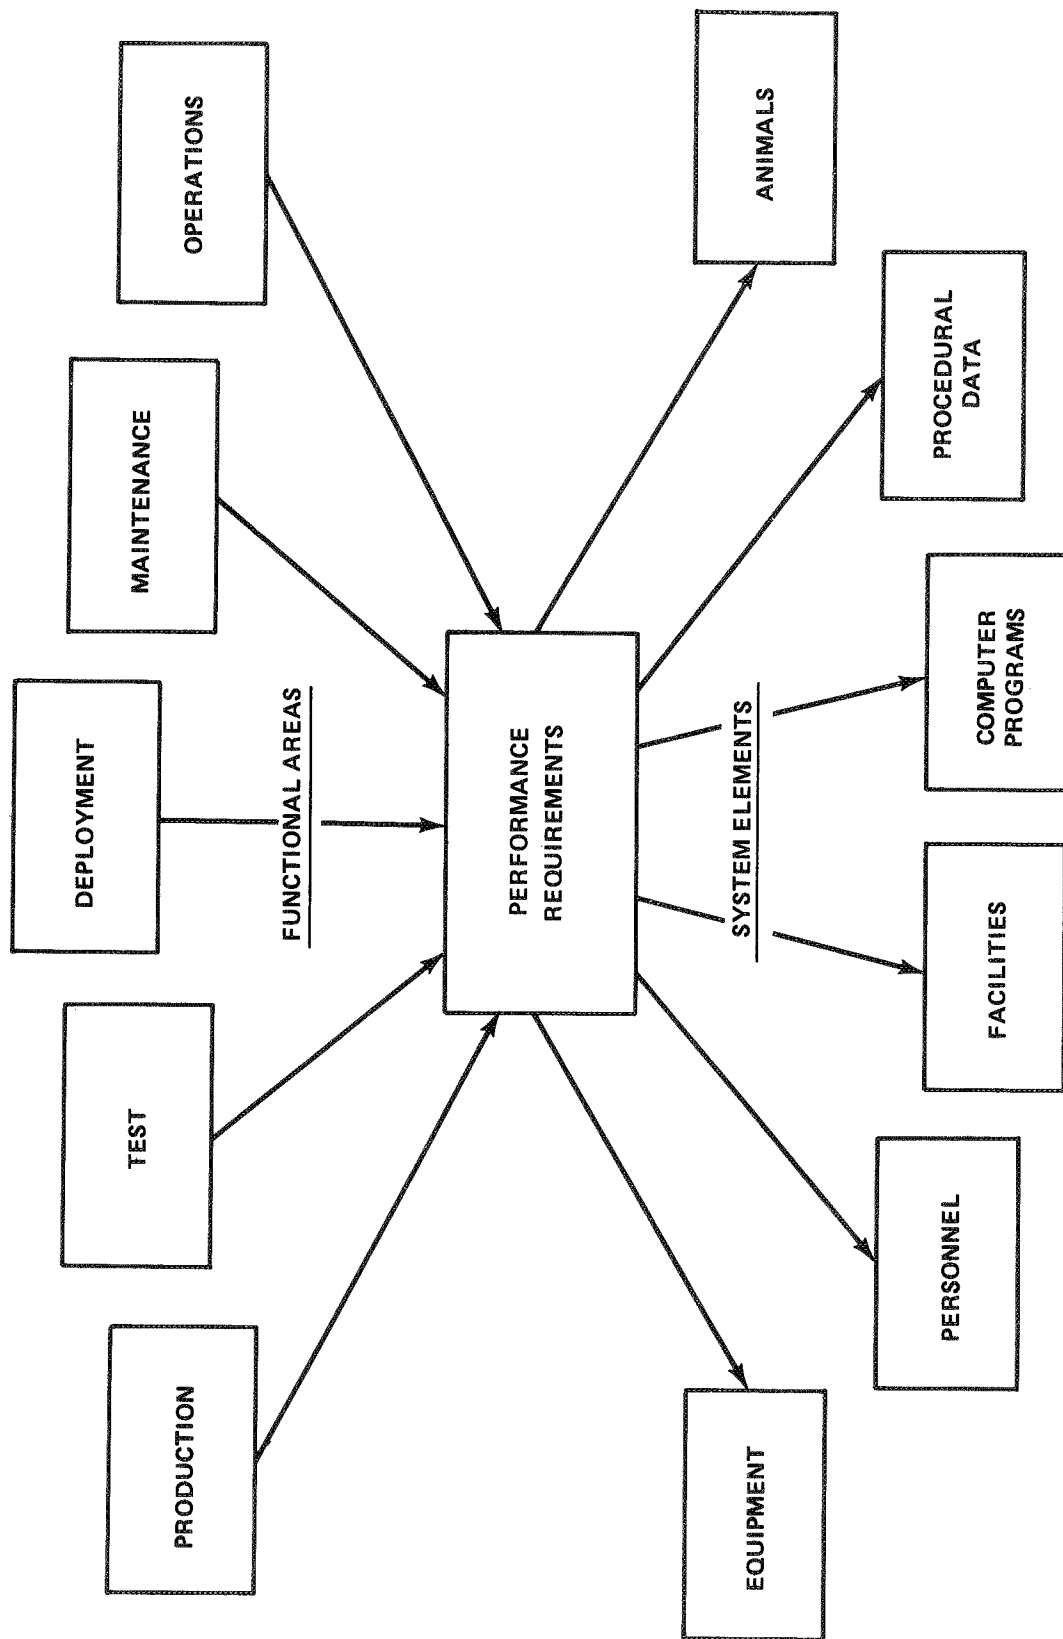 PRODUCTION
TEST
DEPLOYMENT
MAINTENANCE
OPERATIONS
FUNCTIONAL AREAS
PERFORMANCE
REQUIREMENTS
SYSTEM ELEMENTS
EQUIPMENT
PERSONNEL
FACILITIES
COMPUTER
PROGRAMS
PROCEDURAL
DATA
ANIMALS